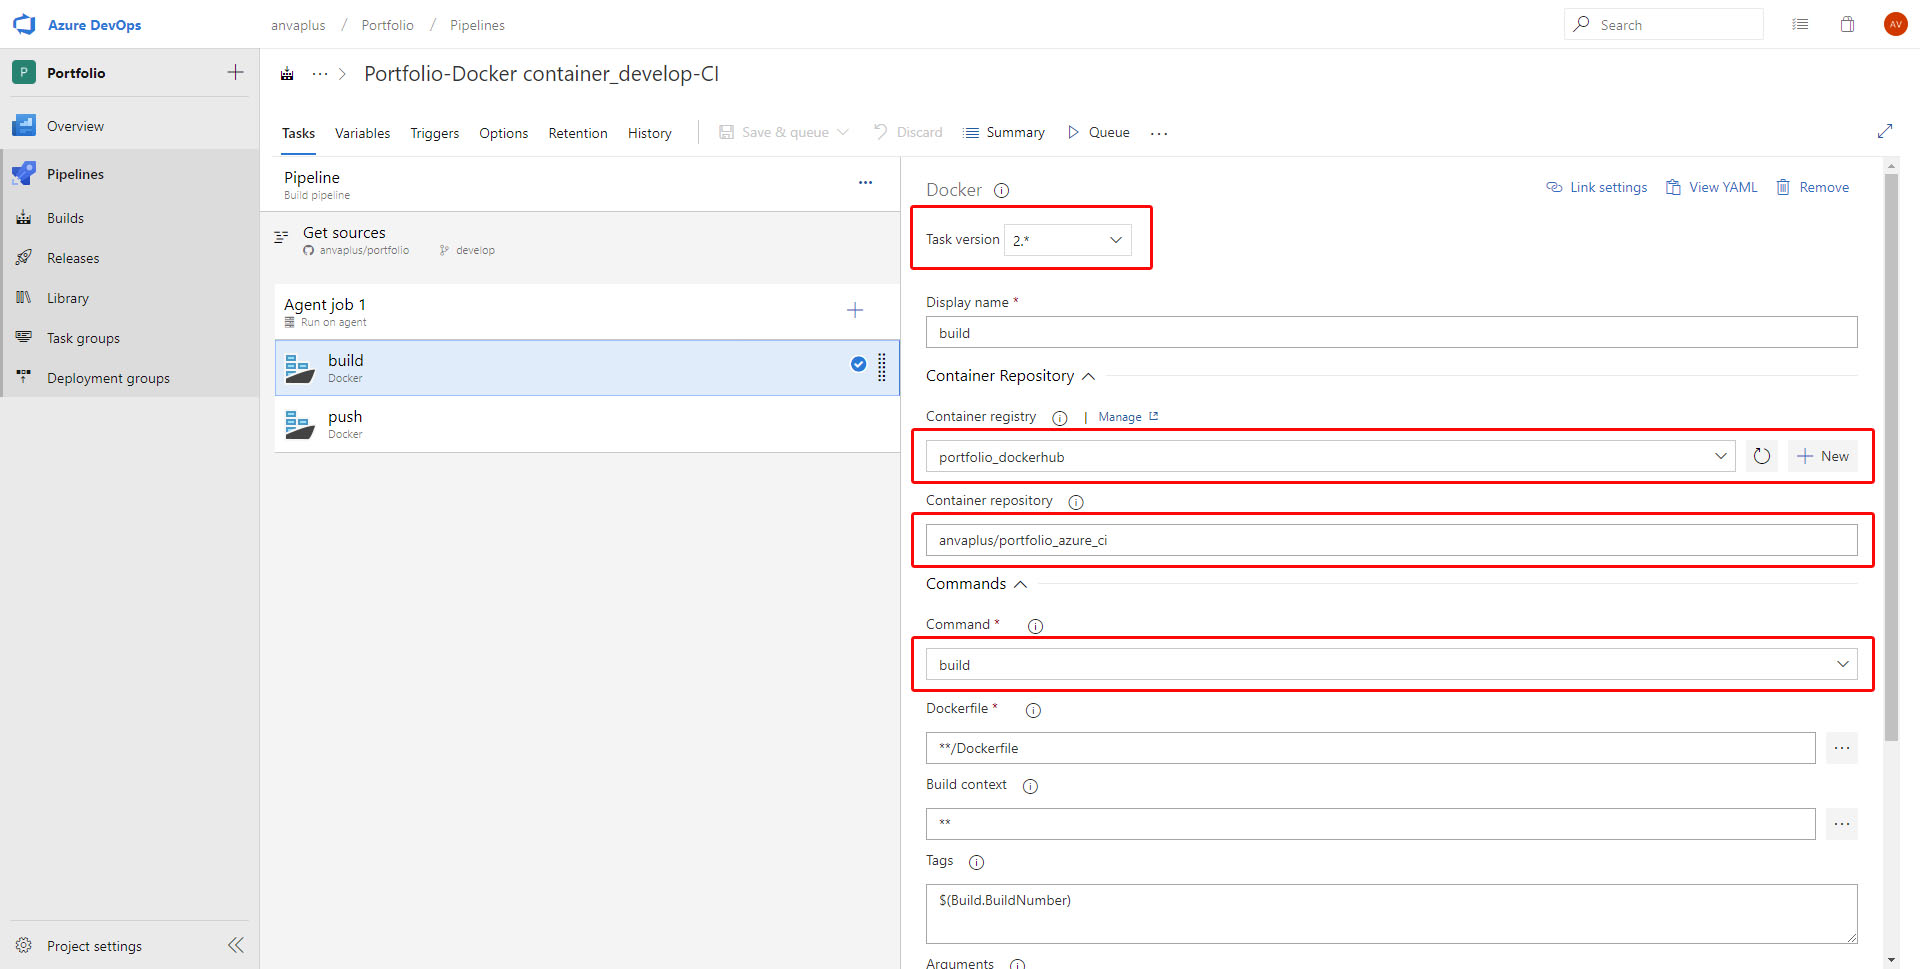 Azure DevOps
anvaplus / Portfolio / Pipelines
Search
AV
P Portfolio
Overview
Pipelines
Builds
Releases
Library
Task groups
Deployment groups
Project settings
... > Portfolio-Docker container_develop-CI
Tasks Variables Triggers Options Retention History | Save & queue Discard Summary Queue ...
Pipeline
Build pipeline
...
Get sources
anvaplus/portfolio develop
Agent job 1
Run on agent
build
Docker
push
Docker
Docker
Link settings View YAML Remove
Task version 2.*
Display name *
build
Container Repository
Container registry | Manage
portfolio_dockerhub
New
Container repository
anvaplus/portfolio_azure_ci
Commands
Command *
build
Dockerfile *
**/Dockerfile
...
Build context
**
...
Tags
$(Build.BuildNumber)
Arguments